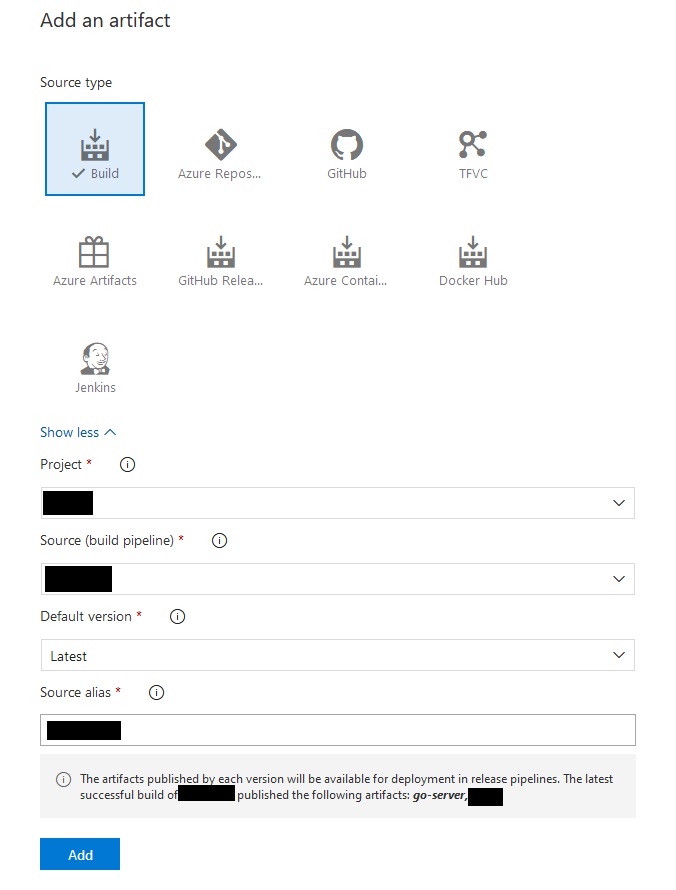 Add an artifact
Source type
Build
Azure Repos...
GitHub
TFVC
Azure Artifacts
GitHub Relea...
Azure Contai...
Docker Hub
Jenkins
Show less
Project *
Source (build pipeline) *
Default version *
Latest
Source alias *
The artifacts published by each version will be available for deployment in release pipelines. The latest
successful build of published the following artifacts: go-server,
Add